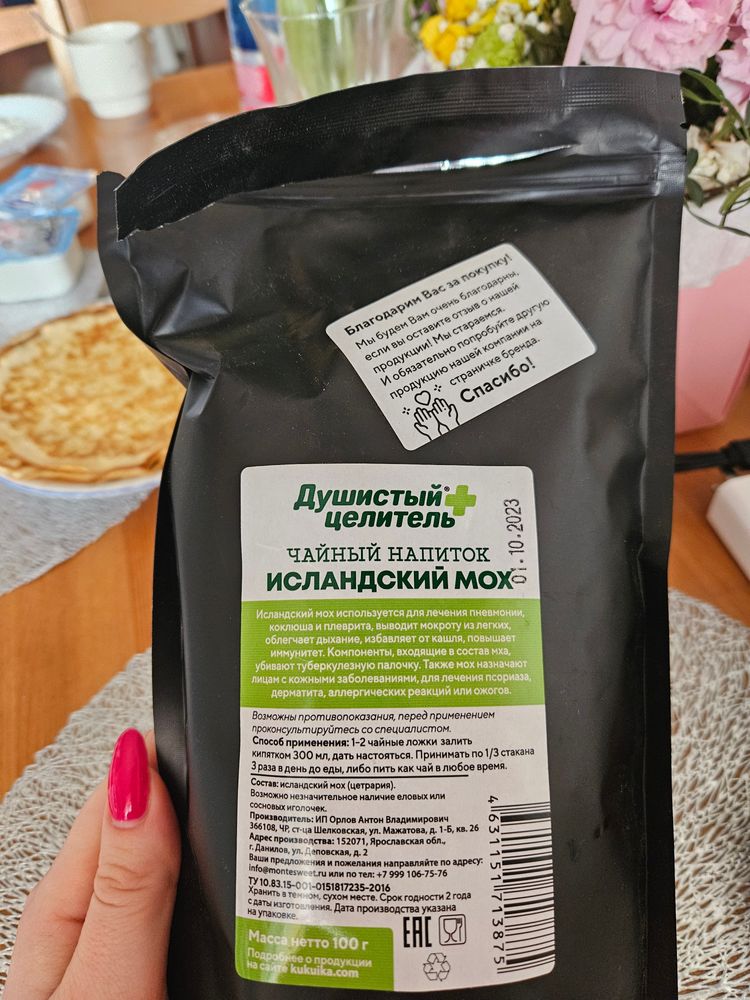 Благодарим Вас за покупку!
Мы будем Вам очень благодарны,
если вы оставите отзыв о нашей
продукции! Мы стараемся.
И обязательно попробуйте другую
продукцию нашей компании на
страничке бренда.
Спасибо!
Душистый®
целитель
ЧАЙНЫЙ НАПИТОК
ИСЛАНДСКИЙ МОХ
01.10.2023
Исландский мох используется для лечения пневмонии,
коклюша и плеврита, выводит мокроту из легких,
облегчает дыхание, избавляет от кашля, повышает
иммунитет. Компоненты, входящие в состав мха,
убивают туберкулезную палочку. Также мох назначают
лицам с кожными заболеваниями, для лечения псориаза,
дерматита, аллергических реакций или ожогов.
Возможны противопоказания, перед применением
проконсультируйтесь со специалистом.
Способ применения: 1-2 чайные ложки залить
кипятком 300 мл, дать настояться. Принимать по 1/3 стакана
3 раза в день до еды, либо пить как чай в любое время.
Состав: исландский мох (цетрария).
Возможно незначительное наличие еловых или
сосновых иголочек.
Производитель: ИП Орлов Антон Владимирович
366108, ЧР, ст-ца Шелковская, ул. Мажатова, д. 1-Б, кв. 26
Адрес производства: 152071, Ярославская обл.,
г. Данилов, ул. Деповская, д. 2
Ваши предложения и пожелания направляйте по адресу:
info@montesweet.ru или по тел: +7 999 106-75-76
ТУ 10.83.15-001-0151817235-2016
Хранить в темном, сухом месте. Срок годности 2 года
с даты изготовления. Дата производства указана
на упаковке.
Масса нетто 100 г
Подробнее о продукции
на сайте kukuika.com
EAC
4631151713875